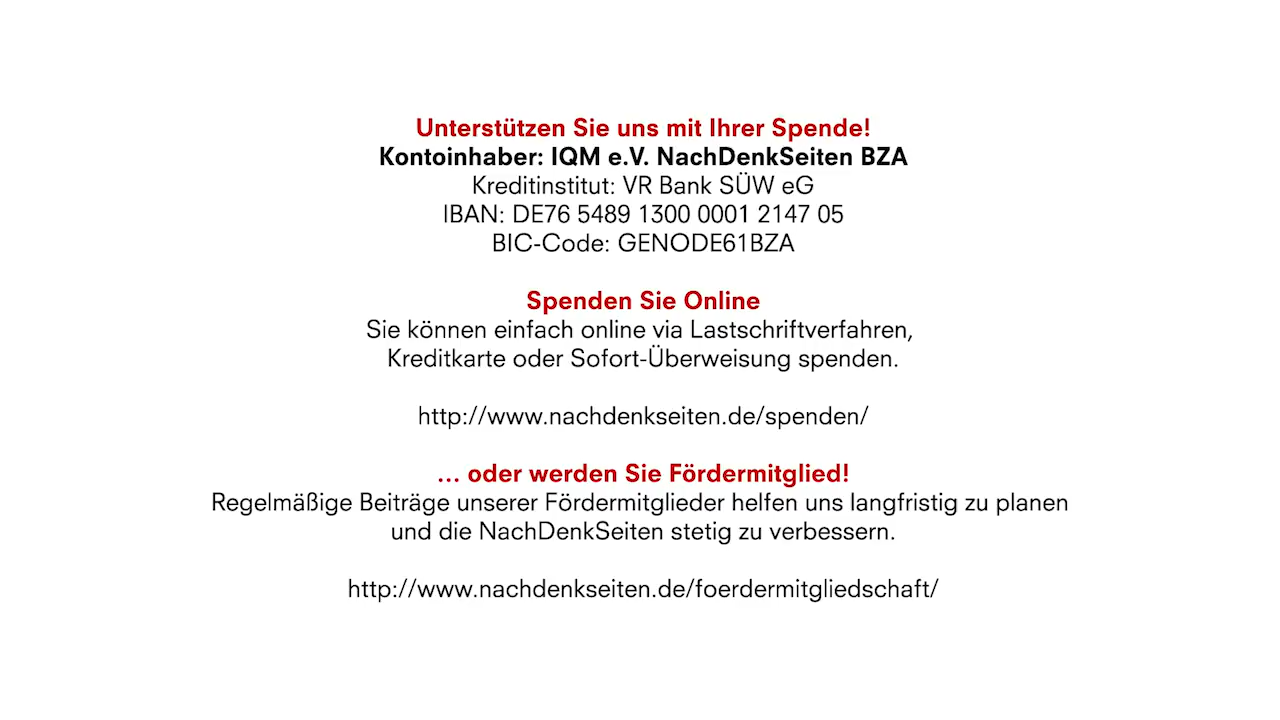 Unterstützen Sie uns mit Ihrer Spende!
Kontoinhaber: IQM e.V. NachDenkSeiten BZA
Kreditinstitut: VR Bank SÜW eG
IBAN: DE76 5489 1300 0001 2147 05
BIC-Code: GENODE61BZA
Spenden Sie Online
Sie können einfach online via Lastschriftverfahren,
Kreditkarte oder Sofort-Überweisung spenden.
http://www.nachdenkseiten.de/spenden/
... oder werden Sie Fördermitglied!
Regelmäßige Beiträge unserer Fördermitglieder helfen uns langfristig zu planen
und die NachDenkSeiten stetig zu verbessern.
http://www.nachdenkseiten.de/foerdermitgliedschaft/